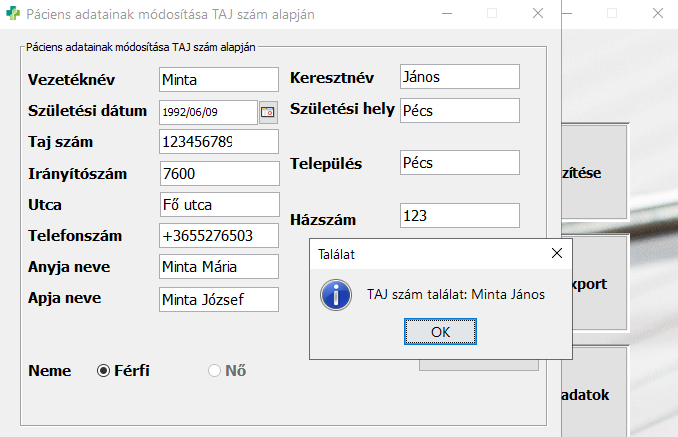 Páciens adatainak módosítása TAJ szám alapján
Páciens adatainak módosítása TAJ szám alapján
Vezetéknév Minta Keresztnév János
Születési dátum 1992/06/09 Születési hely Pécs
Taj szám 123456789
Irányítószám 7600 Település Pécs
Utca Fő utca Házszám 123
Telefonszám +3655276503
Anyja neve Minta Mária
Apja neve Minta József
Találat
TAJ szám találat: Minta János
OK
Neme Férfi Nő
zítése
xport
adatok